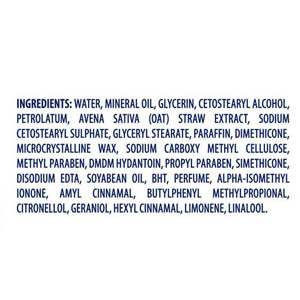 INGREDIENTS: WATER, MINERAL OIL, GLYCERIN, CETOSTEARYL ALCOHOL,
PETROLATUM, AVENA SATIVA (OAT) STRAW EXTRACT, SODIUM
CETOSTEARYL SULPHATE, GLYCERYL STEARATE, PARAFFIN, DIMETHICONE,
MICROCRYSTALLINE WAX, SODIUM CARBOXY METHYL CELLULOSE,
METHYL PARABEN, DMDM HYDANTOIN, PROPYL PARABEN, SIMETHICONE,
DISODIUM EDTA, SOYABEAN OIL, BHT, PERFUME, ALPHA-ISOMETHYL
IONONE, AMYL CINNAMAL, BUTYLPHENYL METHYLPROPIONAL,
CITRONELLOL, GERANIOL, HEXYL CINNAMAL, LIMONENE, LINALOOL.